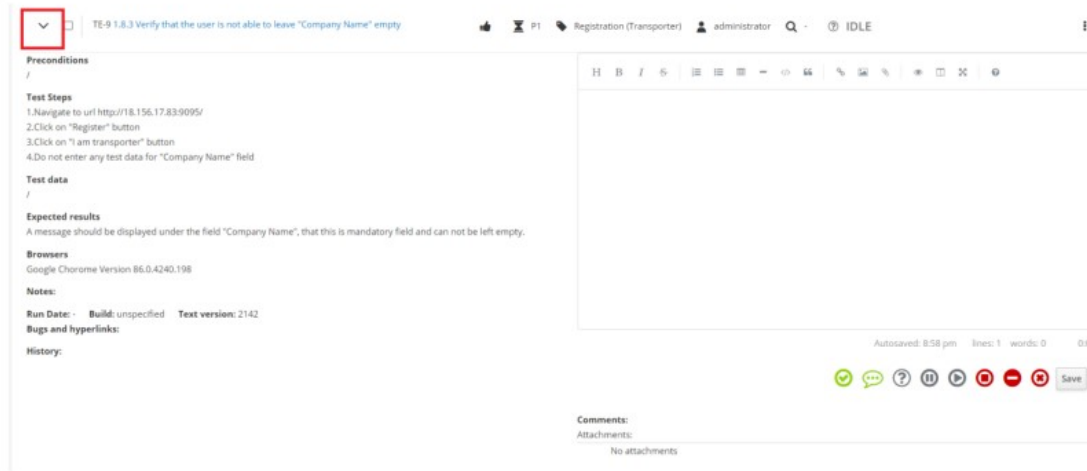 TE-9 1.8.3 Verify that the user is not able to leave "Company Name" empty P1 Registration (Transporter) administrator - IDLE
Preconditions
/
Test Steps
1.Navigate to url http://18.156.17.83:9095/
2.Click on "Register" button
3.Click on "I am transporter" button
4.Do not enter any test data for "Company Name" field
Test data
/
Expected results
A message should be displayed under the field "Company Name", that this is mandatory field and can not be left empty.
Browsers
Google Chorome Version 86.0.4240.198
Notes:
Run Date: - Build: unspecified Text version: 2142
Bugs and hyperlinks:
History:
H B I S
Autosaved: 8:58 pm lines: 1 words: 0
Save
Comments:
Attachments:
No attachments